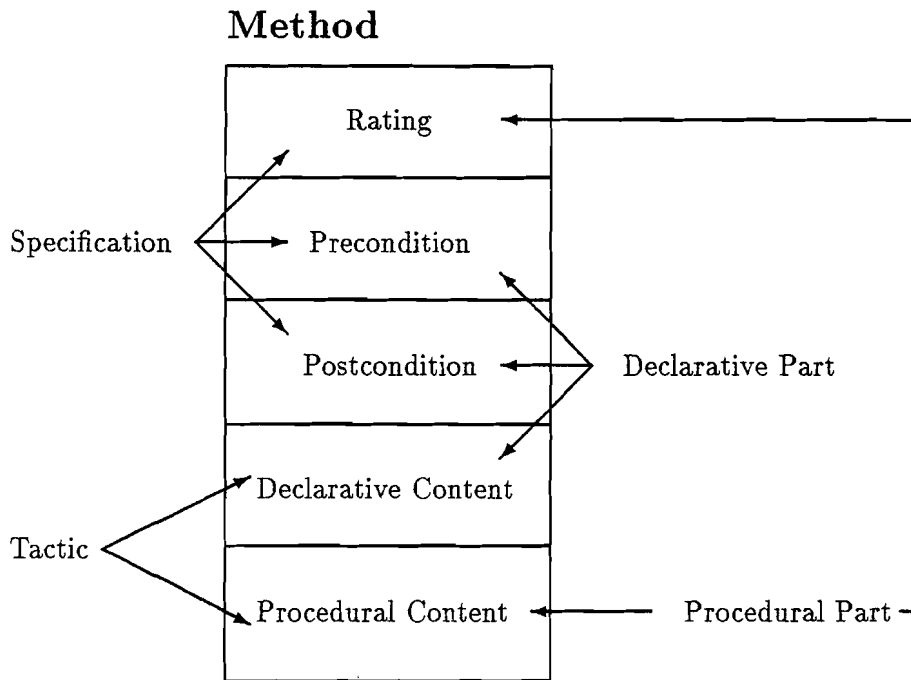 Method
Rating
Specification
Precondition
Postcondition
Declarative Part
Declarative Content
Tactic
Procedural Content
Procedural Part